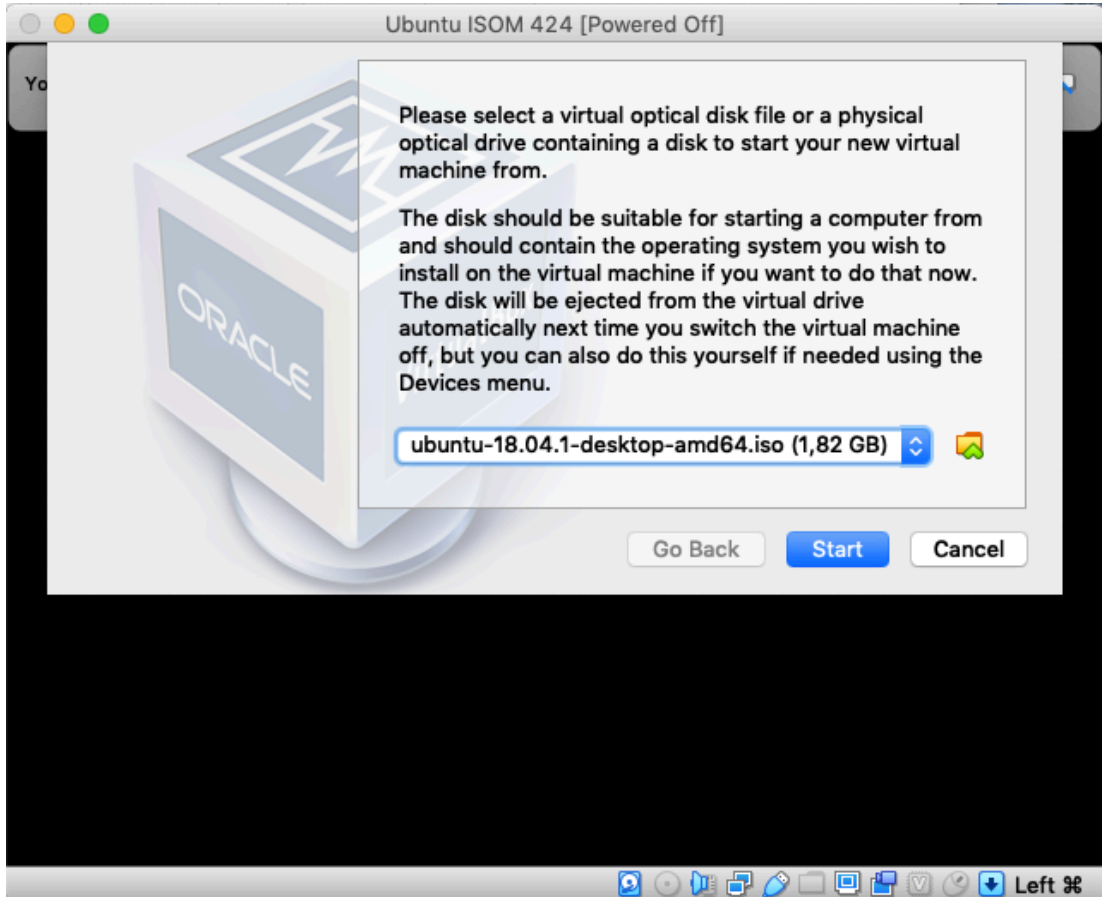 Ubuntu ISOM 424 [Powered Off]
Yo
Please select a virtual optical disk file or a physical
optical drive containing a disk to start your new virtual
machine from.
The disk should be suitable for starting a computer from
and should contain the operating system you wish to
install on the virtual machine if you want to do that now.
The disk will be ejected from the virtual drive
automatically next time you switch the virtual machine
off, but you can also do this yourself if needed using the
Devices menu.
ORACLE
ubuntu-18.04.1-desktop-amd64.iso (1,82 GB)
Go Back
Start
Cancel
Left ⌘